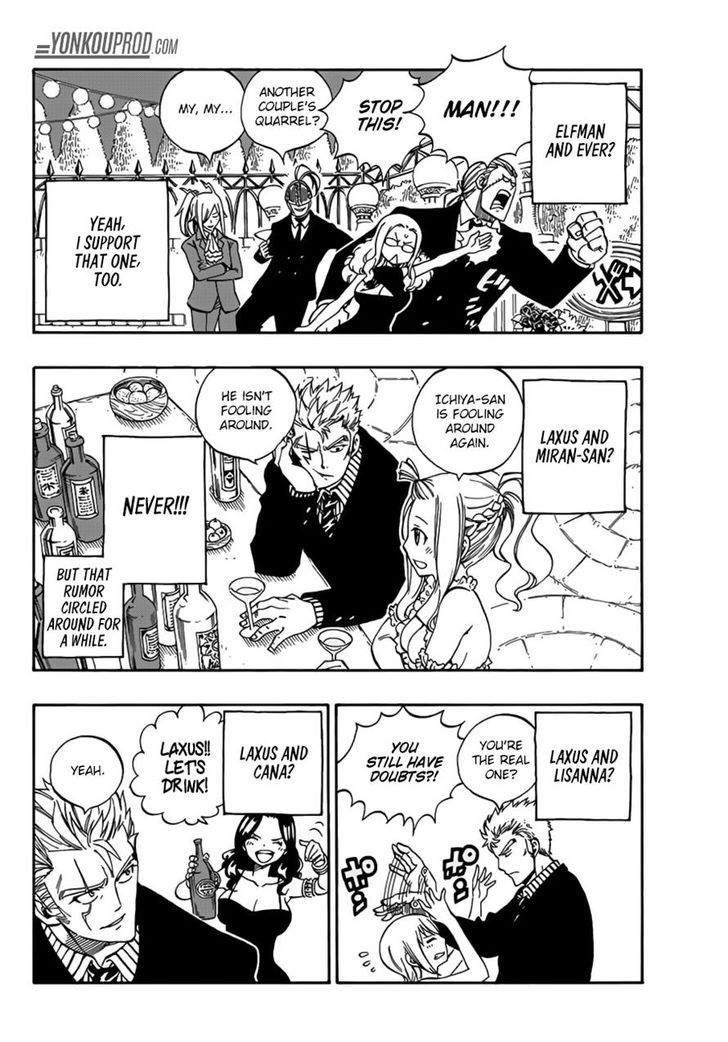 YONKOUPROD.COM
ELFMAN
AND EVER?
MAN!!!
STOP
THIS!
ANOTHER
COUPLE'S
QUARREL?
MY, MY...
YEAH,
I SUPPORT
THAT ONE,
TOO.
LAXUS AND
MIRAN-SAN?
ICHIYA-SAN
IS FOOLING
AROUND
AGAIN.
HE ISN'T
FOOLING
AROUND.
NEVER!!!
BUT THAT
RUMOR
CIRCLED
AROUND FOR
A WHILE.
LAXUS AND
LISANNA?
YOU'RE
THE REAL
ONE?
YOU
STILL HAVE
DOUBTS?!
LAXUS AND
CANA?
LAXUS!!
LET'S
DRINK!
YEAH.